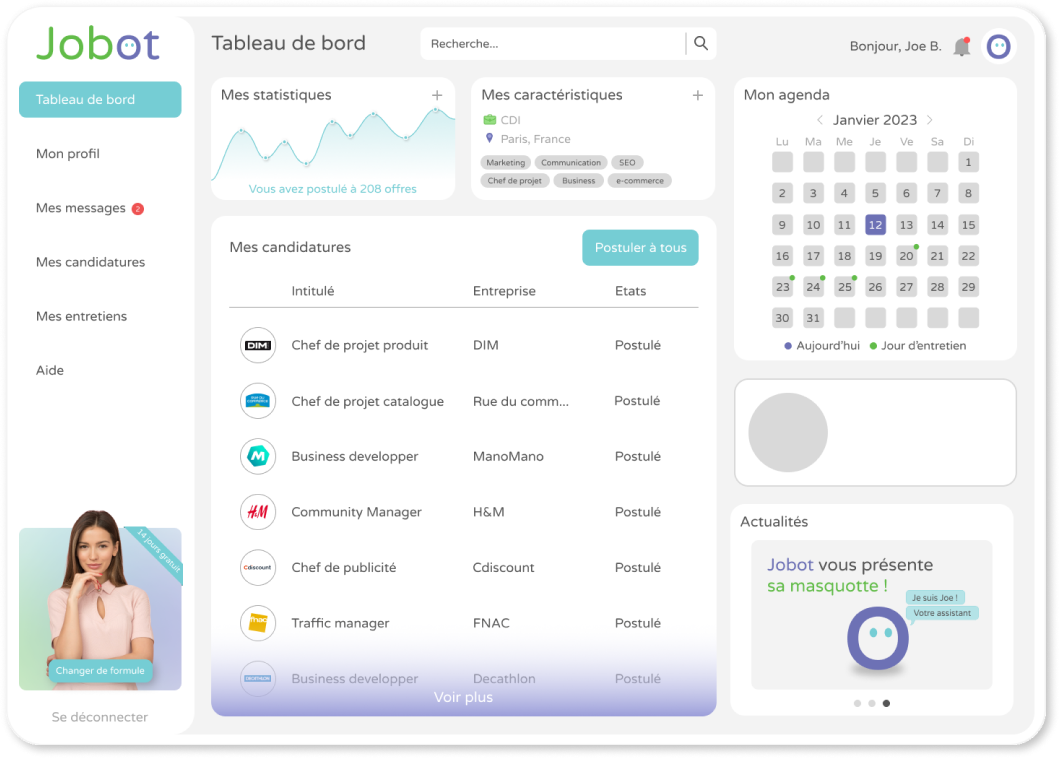 Jobot
Tableau de bord
Mon profil
Mes messages 2
Mes candidatures
Mes entretiens
Aide
14 jours gratuit
Changer de formule
Se déconnecter
Tableau de bord
Recherche...
Bonjour, Joe B.
Mes statistiques +
Vous avez postulé à 208 offres
Mes caractéristiques +
CDI
Paris, France
Marketing Communication SEO
Chef de projet Business e-commerce
Mes candidatures
Postuler à tous
Intitulé Entreprise Etats
DIM Chef de projet produit DIM Postulé
RUE DU COMMERCE Chef de projet catalogue Rue du comm... Postulé
M Business developper ManoMano Postulé
H&M Community Manager H&M Postulé
Cdiscount Chef de publicité Cdiscount Postulé
fnac Traffic manager FNAC Postulé
DECATHLON Business developper Decathlon Postulé
Voir plus
Mon agenda
< Janvier 2023 >
Lu Ma Me Je Ve Sa Di
1
2 3 4 5 6 7 8
9 10 11 12 13 14 15
16 17 18 19 20 21 22
23 24 25 26 27 28 29
30 31
Aujourd'hui Jour d'entretien
Actualités
Jobot vous présente
sa masquotte !
Je suis Joe !
Votre assistant